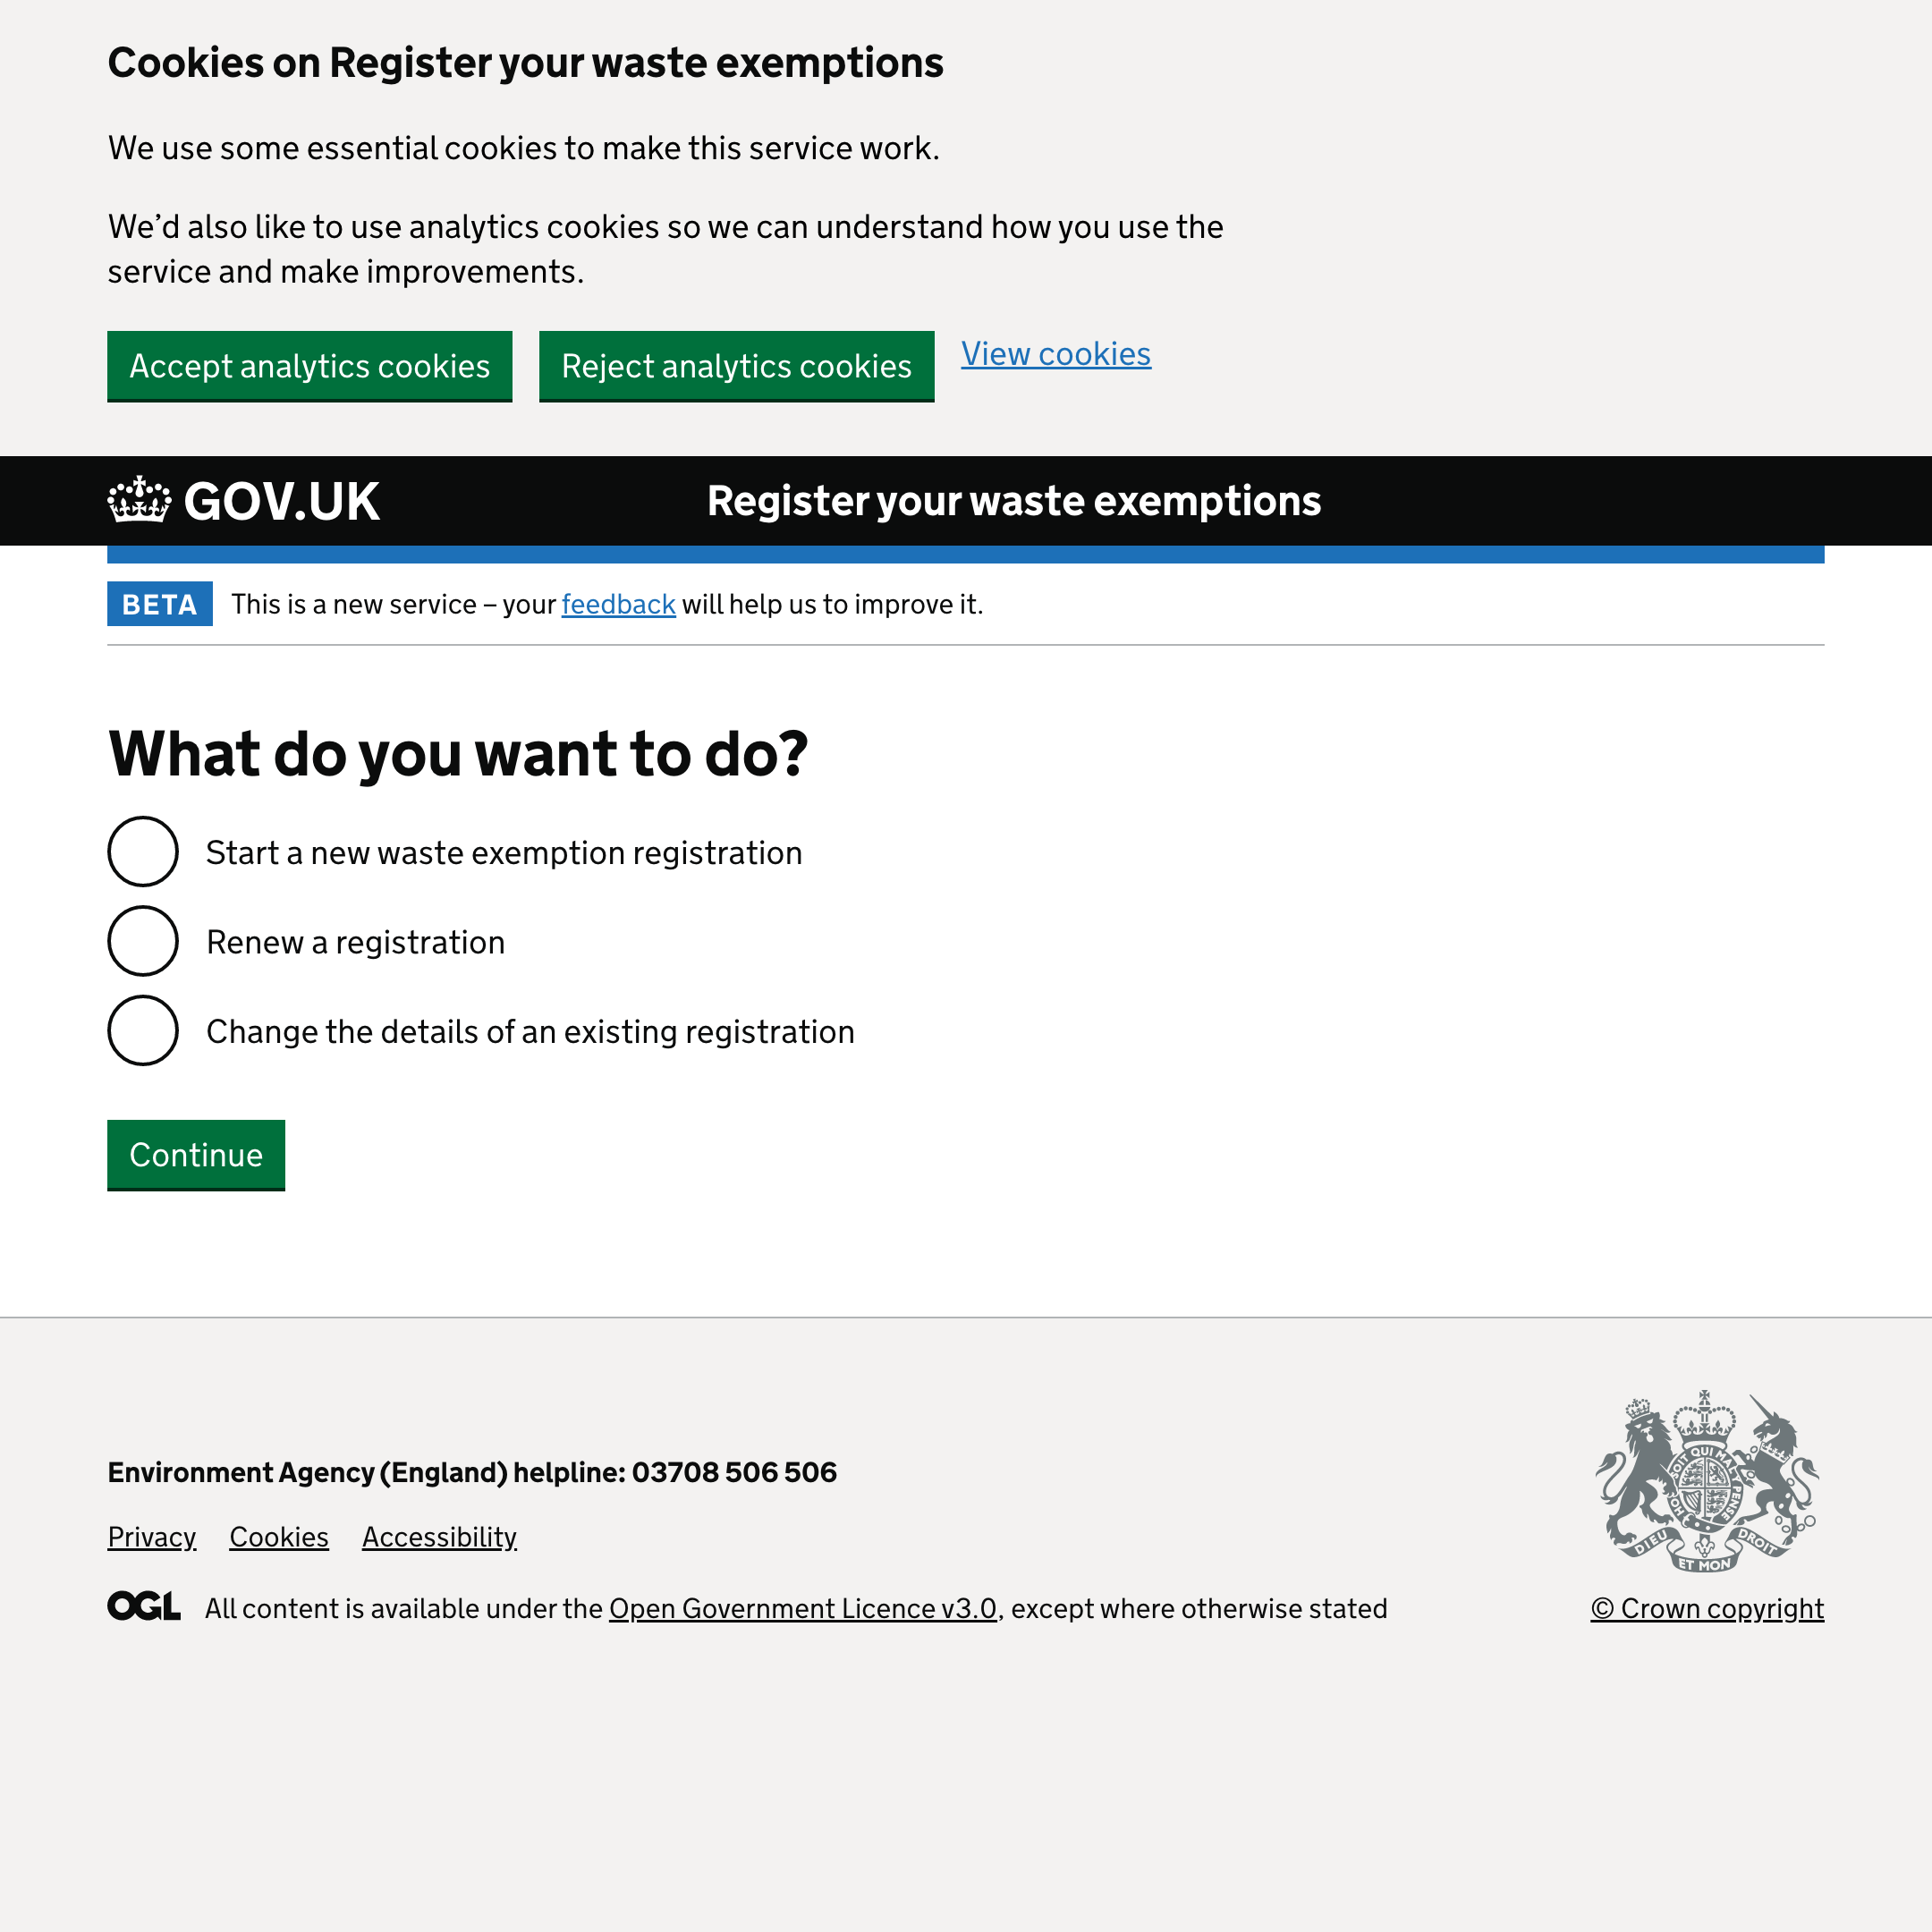 Cookies on Register your waste exemptions
We use some essential cookies to make this service work.
We’d also like to use analytics cookies so we can understand how you use the
service and make improvements.
Accept analytics cookies Reject analytics cookies View cookies
GOV.UK Register your waste exemptions
BETA This is a new service – your feedback will help us to improve it.
What do you want to do?
Start a new waste exemption registration
Renew a registration
Change the details of an existing registration
Continue
Environment Agency (England) helpline: 03708 506 506
Privacy Cookies Accessibility
HONI SOIT QUI MAL Y PENSE
DIEU ET MON DROIT
OGL All content is available under the Open Government Licence v3.0, except where otherwise stated
© Crown copyright